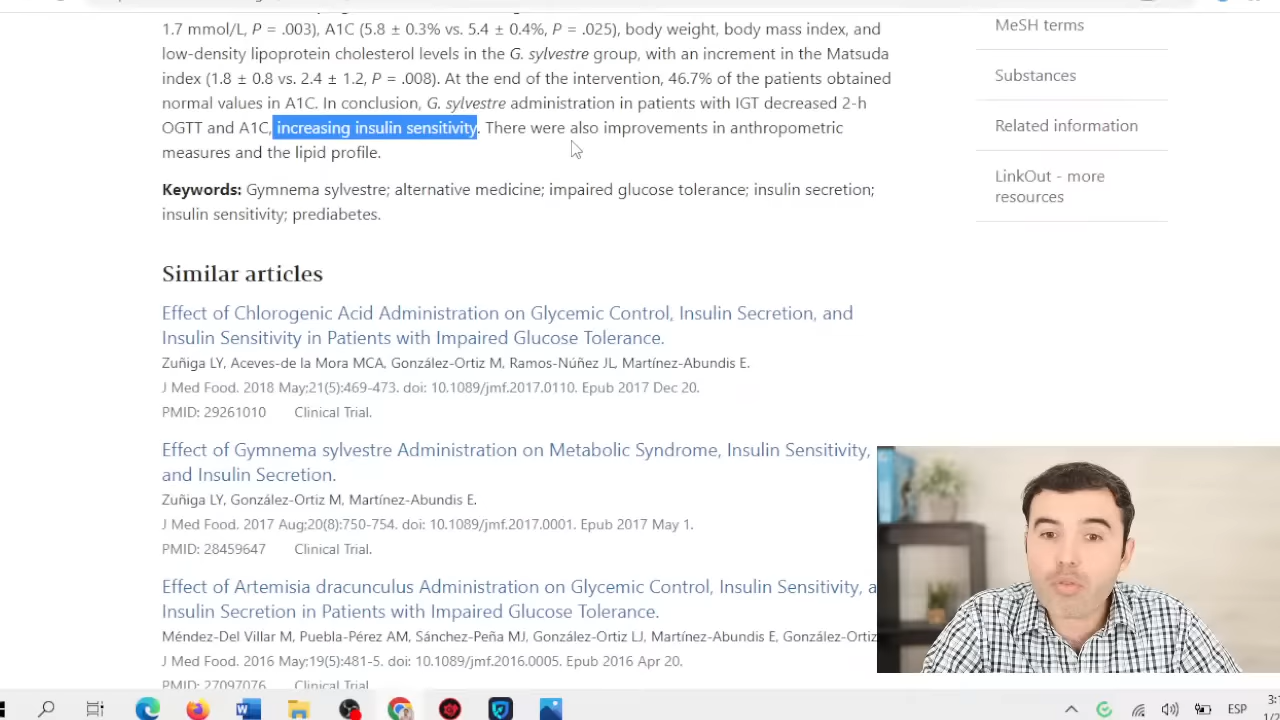 1.7 mmol/L, P = .003), A1C (5.8 ± 0.3% vs. 5.4 ± 0.4%, P = .025), body weight, body mass index, and
low-density lipoprotein cholesterol levels in the G. sylvestre group, with an increment in the Matsuda
index (1.8 ± 0.8 vs. 2.4 ± 1.2, P = .008). At the end of the intervention, 46.7% of the patients obtained
normal values in A1C. In conclusion, G. sylvestre administration in patients with IGT decreased 2-h
OGTT and A1C, increasing insulin sensitivity. There were also improvements in anthropometric
measures and the lipid profile.
Keywords: Gymnema sylvestre; alternative medicine; impaired glucose tolerance; insulin secretion;
insulin sensitivity; prediabetes.
Similar articles
Effect of Chlorogenic Acid Administration on Glycemic Control, Insulin Secretion, and
Insulin Sensitivity in Patients with Impaired Glucose Tolerance.
Zuñiga LY, Aceves-de la Mora MCA, González-Ortiz M, Ramos-Núñez JL, Martínez-Abundis E.
J Med Food. 2018 May;21(5):469-473. doi: 10.1089/jmf.2017.0110. Epub 2017 Dec 20.
PMID: 29261010 Clinical Trial.
Effect of Gymnema sylvestre Administration on Metabolic Syndrome, Insulin Sensitivity,
and Insulin Secretion.
Zuñiga LY, González-Ortiz M, Martínez-Abundis E.
J Med Food. 2017 Aug;20(8):750-754. doi: 10.1089/jmf.2017.0001. Epub 2017 May 1.
PMID: 28459647 Clinical Trial.
Effect of Artemisia dracunculus Administration on Glycemic Control, Insulin Sensitivity, a
Insulin Secretion in Patients with Impaired Glucose Tolerance.
Méndez-Del Villar M, Puebla-Pérez AM, Sánchez-Peña MJ, González-Ortiz LJ, Martínez-Abundis E, González-Ortiz
J Med Food. 2016 May;19(5):481-5. doi: 10.1089/jmf.2016.0005. Epub 2016 Apr 20.
PMID: 27097076 Clinical Trial.
MeSH terms
Substances
Related information
LinkOut - more
resources
ESP